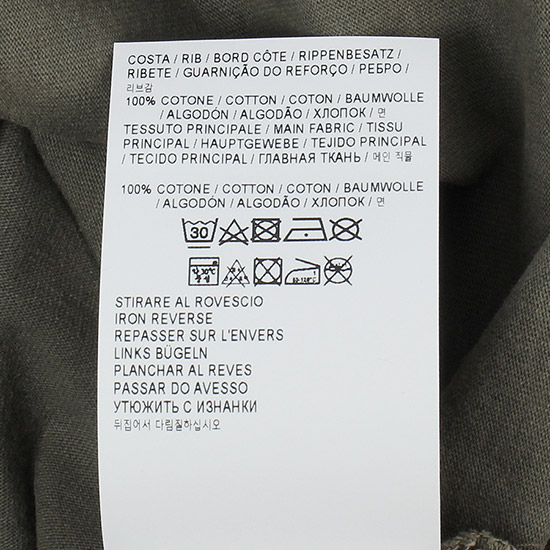 COSTA / RIB / BORD CÔTE / RIPPENBESATZ /
RIBETE / GUARNIÇÃO DO REFORÇO / РЕБРО /
리브감
100% COTONE / COTTON / COTON / BAUMWOLLE
/ ALGODÓN / ALGODÃO / ХЛОПОК / 면
TESSUTO PRINCIPALE / MAIN FABRIC / TISSU
PRINCIPAL / HAUPTGEWEBE / TEJIDO PRINCIPAL
/ TECIDO PRINCIPAL / ГЛАВНАЯ ТКАНЬ / 메인 직물
100% COTONE / COTTON / COTON / BAUMWOLLE
/ ALGODÓN / ALGODÃO / ХЛОПОК / 면
30
STIRARE AL ROVESCIO
IRON REVERSE
REPASSER SUR L'ENVERS
LINKS BÜGELN
PLANCHAR AL REVES
PASSAR DO AVESSO
УТЮЖИТЬ С ИЗНАНКИ
뒤집어서 다림질하십시오